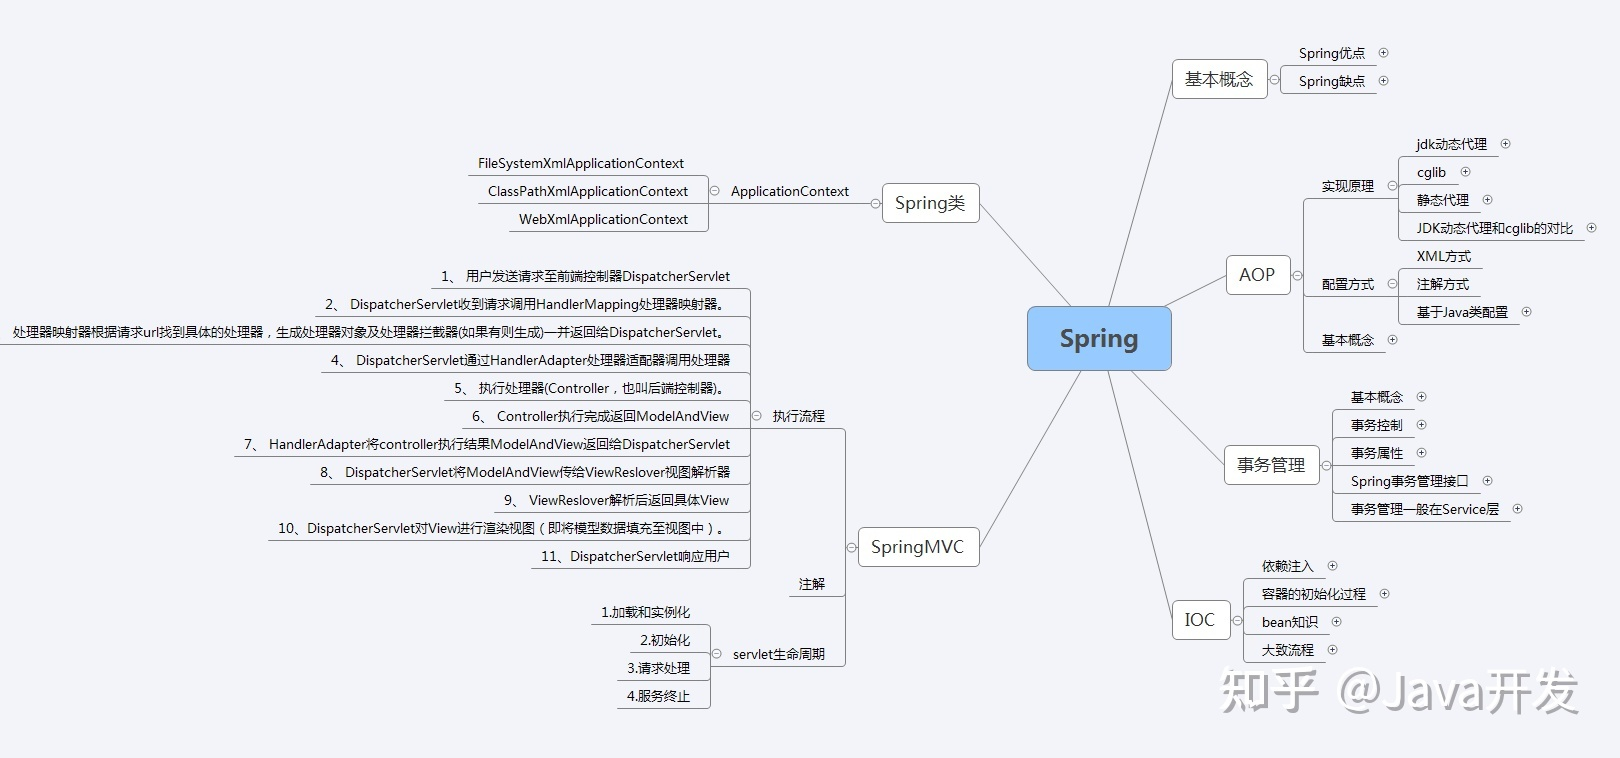 Spring
基本概念
Spring优点
Spring缺点
AOP
实现原理
jdk动态代理
cglib
静态代理
JDK动态代理和cglib的对比
配置方式
XML方式
注解方式
基于Java类配置
基本概念
事务管理
基本概念
事务控制
事务属性
Spring事务管理接口
事务管理一般在Service层
IOC
依赖注入
容器的初始化过程
bean知识
大致流程
Spring类
ApplicationContext
FileSystemXmlApplicationContext
ClassPathXmlApplicationContext
WebXmlApplicationContext
SpringMVC
执行流程
1、 用户发送请求至前端控制器DispatcherServlet
2、 DispatcherServlet收到请求调用HandlerMapping处理器映射器。
处理器映射器根据请求url找到具体的处理器，生成处理器对象及处理器拦截器(如果有则生成)一并返回给DispatcherServlet。
4、 DispatcherServlet通过HandlerAdapter处理器适配器调用处理器
5、 执行处理器(Controller，也叫后端控制器)。
6、 Controller执行完成返回ModelAndView
7、 HandlerAdapter将controller执行结果ModelAndView返回给DispatcherServlet
8、 DispatcherServlet将ModelAndView传给ViewReslover视图解析器
9、 ViewReslover解析后返回具体View
10、DispatcherServlet对View进行渲染视图（即将模型数据填充至视图中）。
11、DispatcherServlet响应用户
注解
servlet生命周期
1.加载和实例化
2.初始化
3.请求处理
4.服务终止
知乎 @Java开发